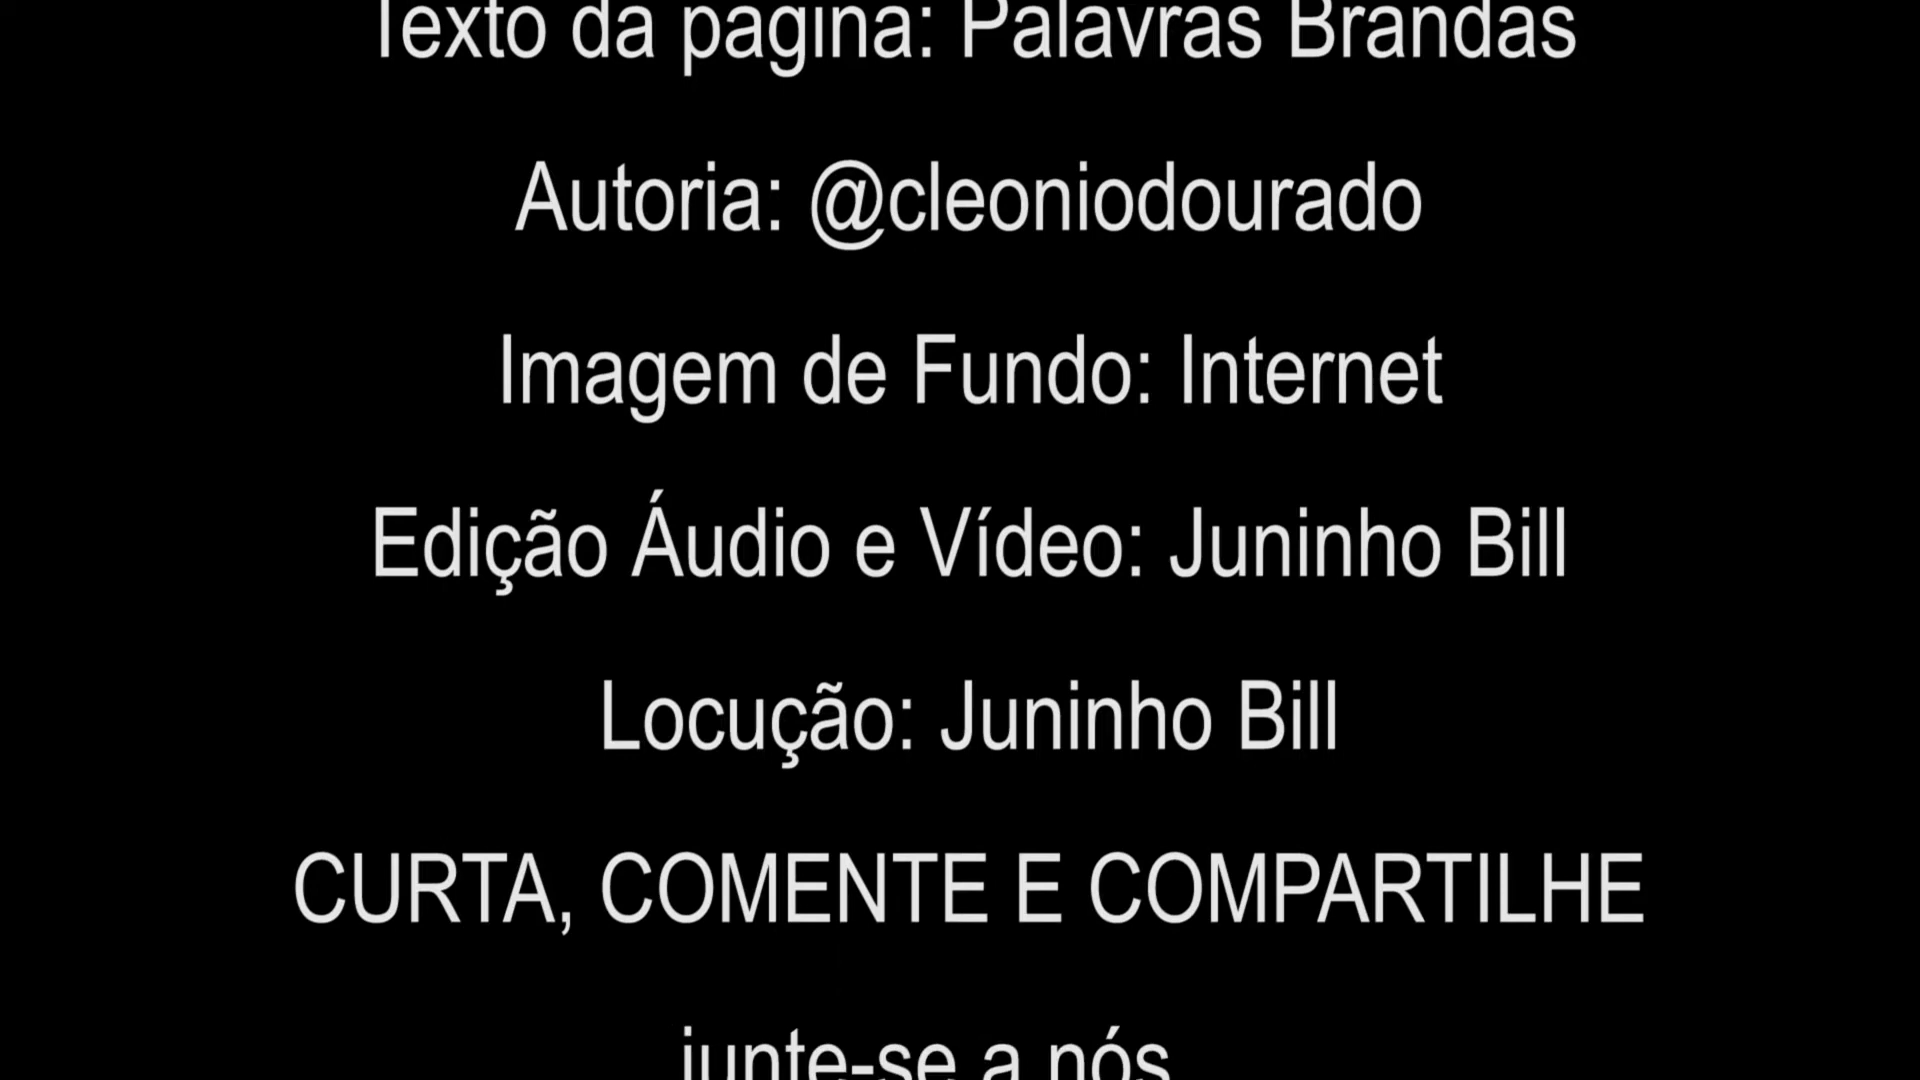 Texto da página: Palavras Brandas
Autoria: @cleoniodourado
Imagem de Fundo: Internet
Edição Áudio e Vídeo: Juninho Bill
Locução: Juninho Bill
CURTA, COMENTE E COMPARTILHE
junte-se a nós